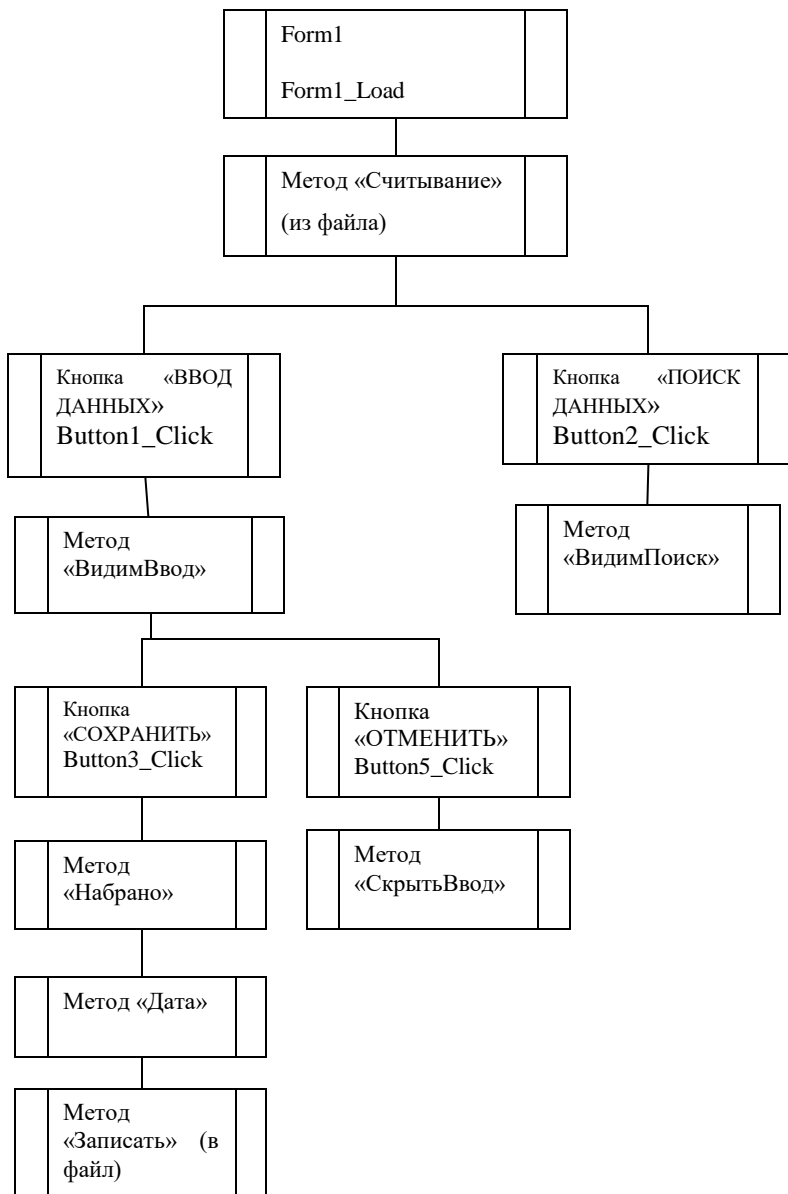 Form1
Form1_Load
Метод «Считывание»
(из файла)
Кнопка «ВВОД
ДАННЫХ»
Button1_Click
Кнопка «ПОИСК
ДАННЫХ»
Button2_Click
Метод
«ВидимВвод»
Метод
«ВидимПоиск»
Кнопка
«СОХРАНИТЬ»
Button3_Click
Кнопка
«ОТМЕНИТЬ»
Button5_Click
Метод
«Набрано»
Метод
«СкрытьВвод»
Метод «Дата»
Метод
«Записать» (в
файл)